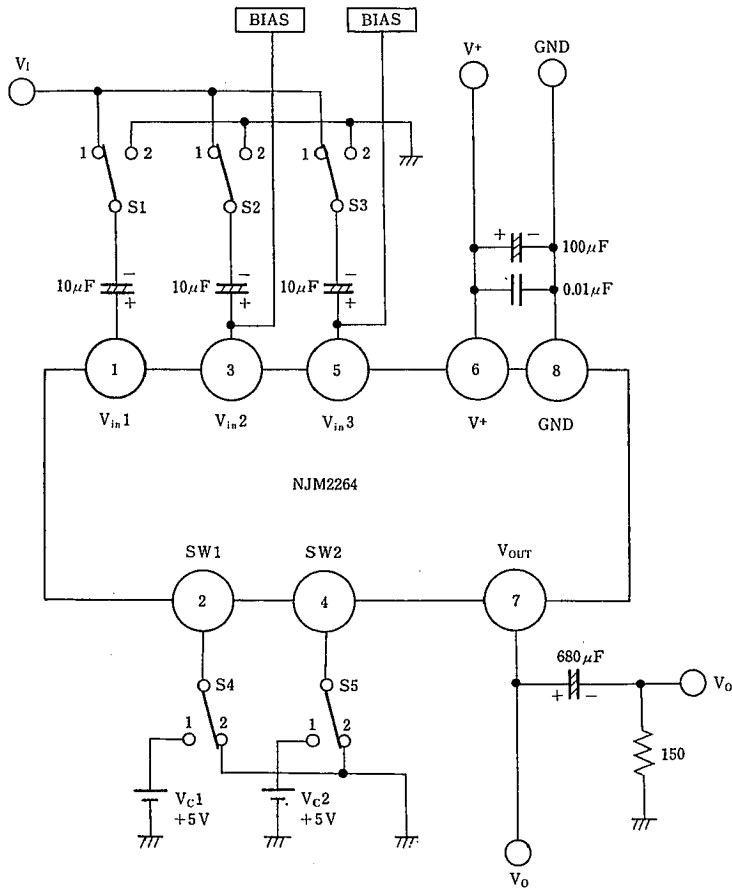 BIAS BIAS
V+ GND
VI
1 2 1 2 1 2
S1 S2 S3
+ − 100μF
0.01μF
− − −
10μF 10μF 10μF
+ + +
1 3 5 6 8
Vin1 Vin2 Vin3 V+ GND
NJM2264
SW1 SW2 VOUT
2 4 7
680μF
S4 S5
+ − VO
1 2 1 2
150
VC1 VC2
+5V +5V
VO